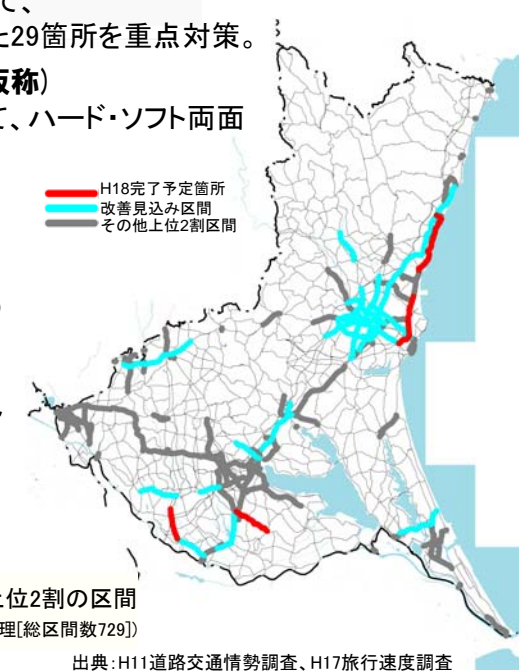 て、
た29箇所を重点対策。
仮称)
て、ハード・ソフト両面
H18完了予定箇所
改善見込み区間
その他上位2割区間
上位2割の区間
理[総区間数729])
出典:H11道路交通情勢調査、H17旅行速度調査